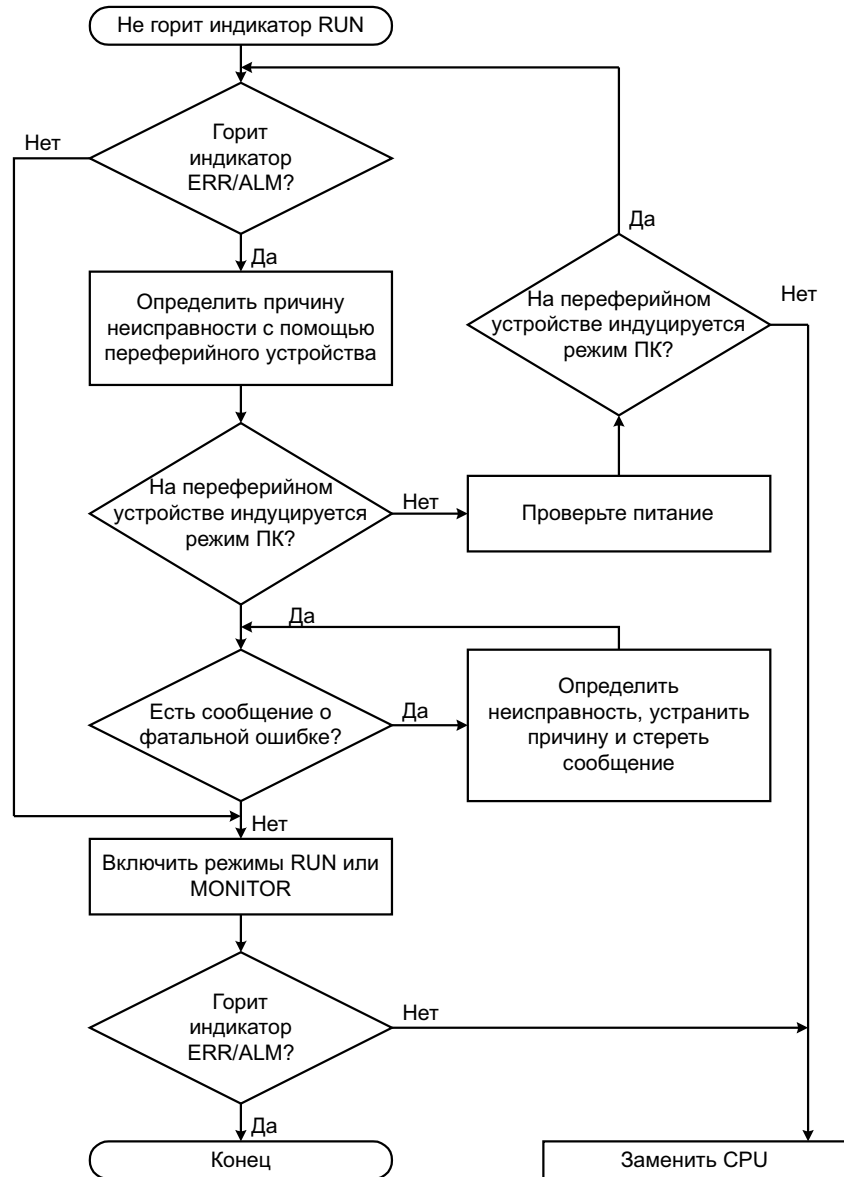 Не горит индикатор RUN
Нет
Горит
индикатор
ERR/ALM?
Да
Да
Определить причину
неисправности с помощью
переферийного устройства
На переферийном
устройстве индуцируется
режим ПК?
Нет
На переферийном
устройстве индуцируется
режим ПК?
Нет
Проверьте питание
Да
Есть сообщение о
фатальной ошибке?
Да
Определить
неисправность, устранить
причину и стереть
сообщение
Нет
Включить режимы RUN или
MONITOR
Горит
индикатор
ERR/ALM?
Нет
Да
Конец
Заменить CPU